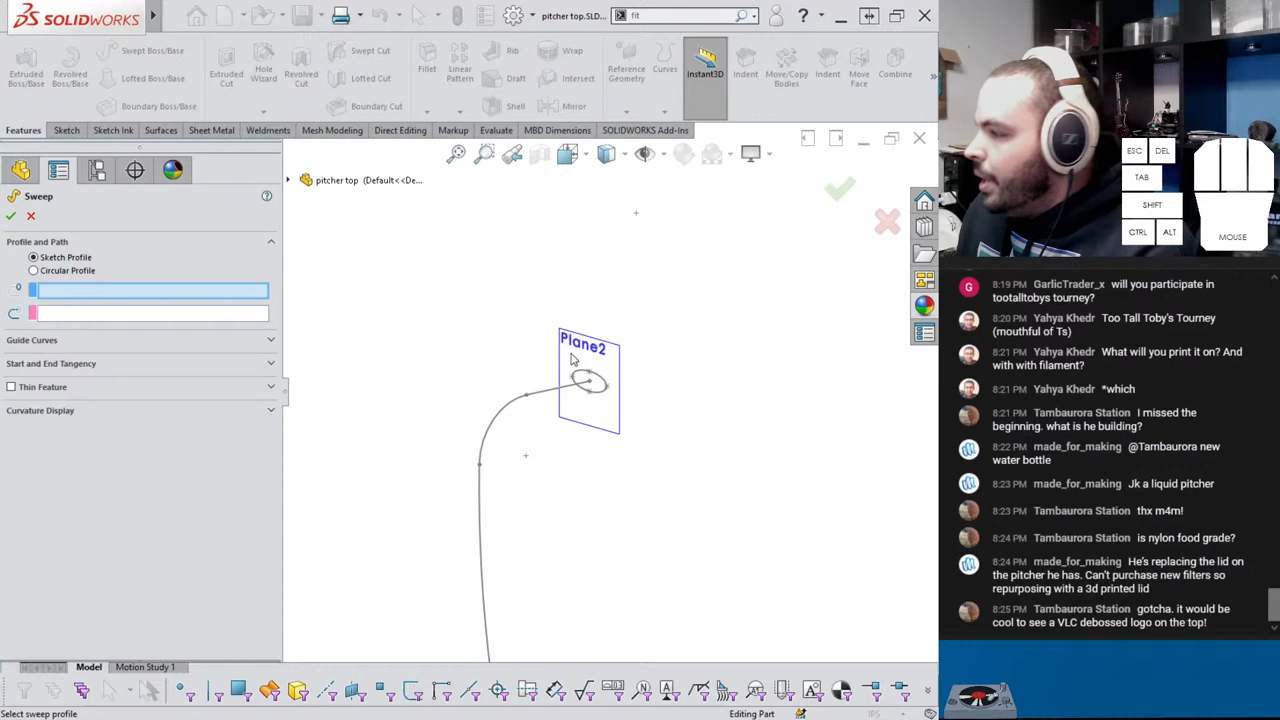 SOLIDWORKS
pitcher top.SLD...
fit
Extruded Boss/Base
Revolved Boss/Base
Swept Boss/Base
Lofted Boss/Base
Boundary Boss/Base
Extruded Cut
Hole Wizard
Revolved Cut
Swept Cut
Lofted Cut
Boundary Cut
Fillet
Linear Pattern
Rib
Draft
Shell
Wrap
Intersect
Mirror
Reference Geometry
Curves
Instant3D
Indent
Move/Copy Bodies
Indent
Move Face
Combine
Features
Sketch
Sketch Ink
Surfaces
Sheet Metal
Weldments
Mesh Modeling
Direct Editing
Markup
Evaluate
MBD Dimensions
SOLIDWORKS Add-Ins
pitcher top (Default<<De...
Sweep
Profile and Path
Sketch Profile
Circular Profile
Guide Curves
Start and End Tangency
Thin Feature
Curvature Display
Plane2
Model
Motion Study 1
Select sweep profile
Editing Part
IPS
ESC
DEL
TAB
SHIFT
CTRL
ALT
MOUSE
G
8:19 PM GarlicTrader_x will you participate in
tootalltobys tourney?
8:20 PM Yahya Khedr Too Tall Toby's Tourney
(mouthful of Ts)
8:21 PM Yahya Khedr What will you print it on? And
with with filament?
8:21 PM Yahya Khedr *which
8:21 PM Tambaurora Station I missed the
beginning. what is he building?
8:22 PM made_for_making @Tambaurora new
water bottle
8:23 PM made_for_making Jk a liquid pitcher
8:23 PM Tambaurora Station thx m4m!
8:24 PM Tambaurora Station is nylon food grade?
8:24 PM made_for_making He's replacing the lid on
the pitcher he has. Can't purchase new filters so
repurposing with a 3d printed lid
8:25 PM Tambaurora Station gotcha. it would be
cool to see a VLC debossed logo on the top!